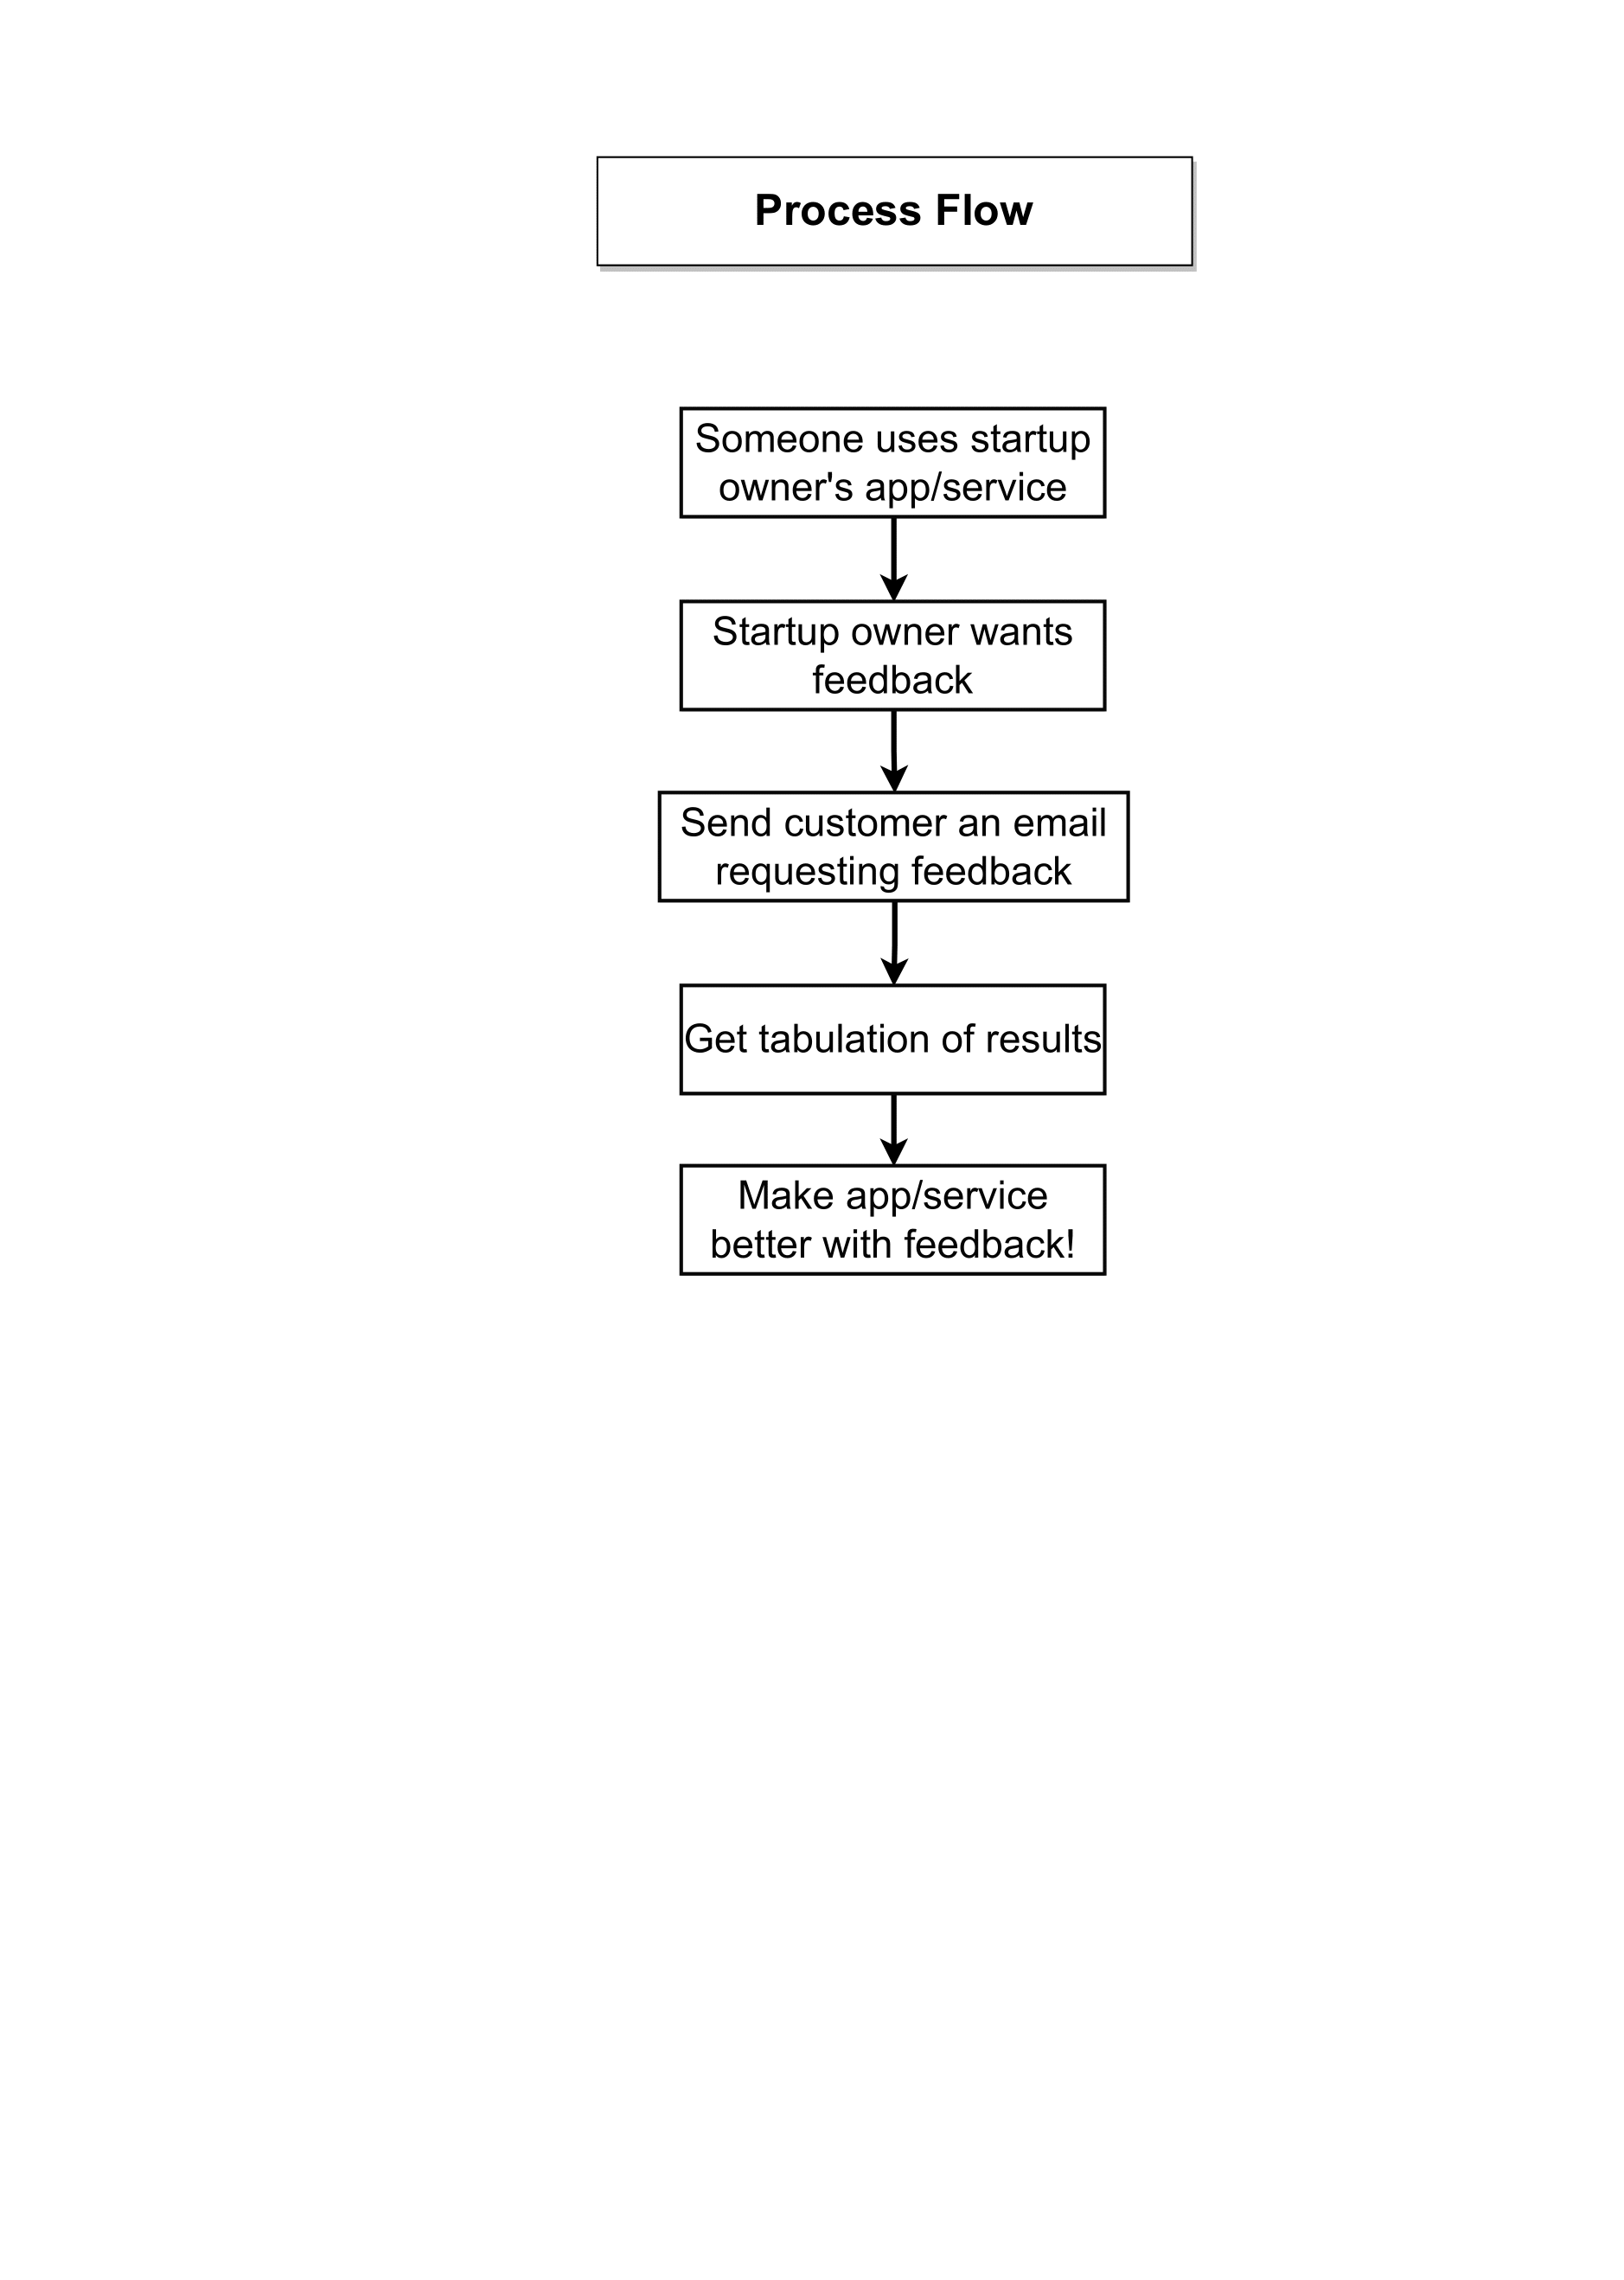 Process Flow
Someone uses startup
owner's app/service
Startup owner wants
feedback
Send customer an email
requesting feedback
Get tabulation of results
Make app/service
better with feedback!